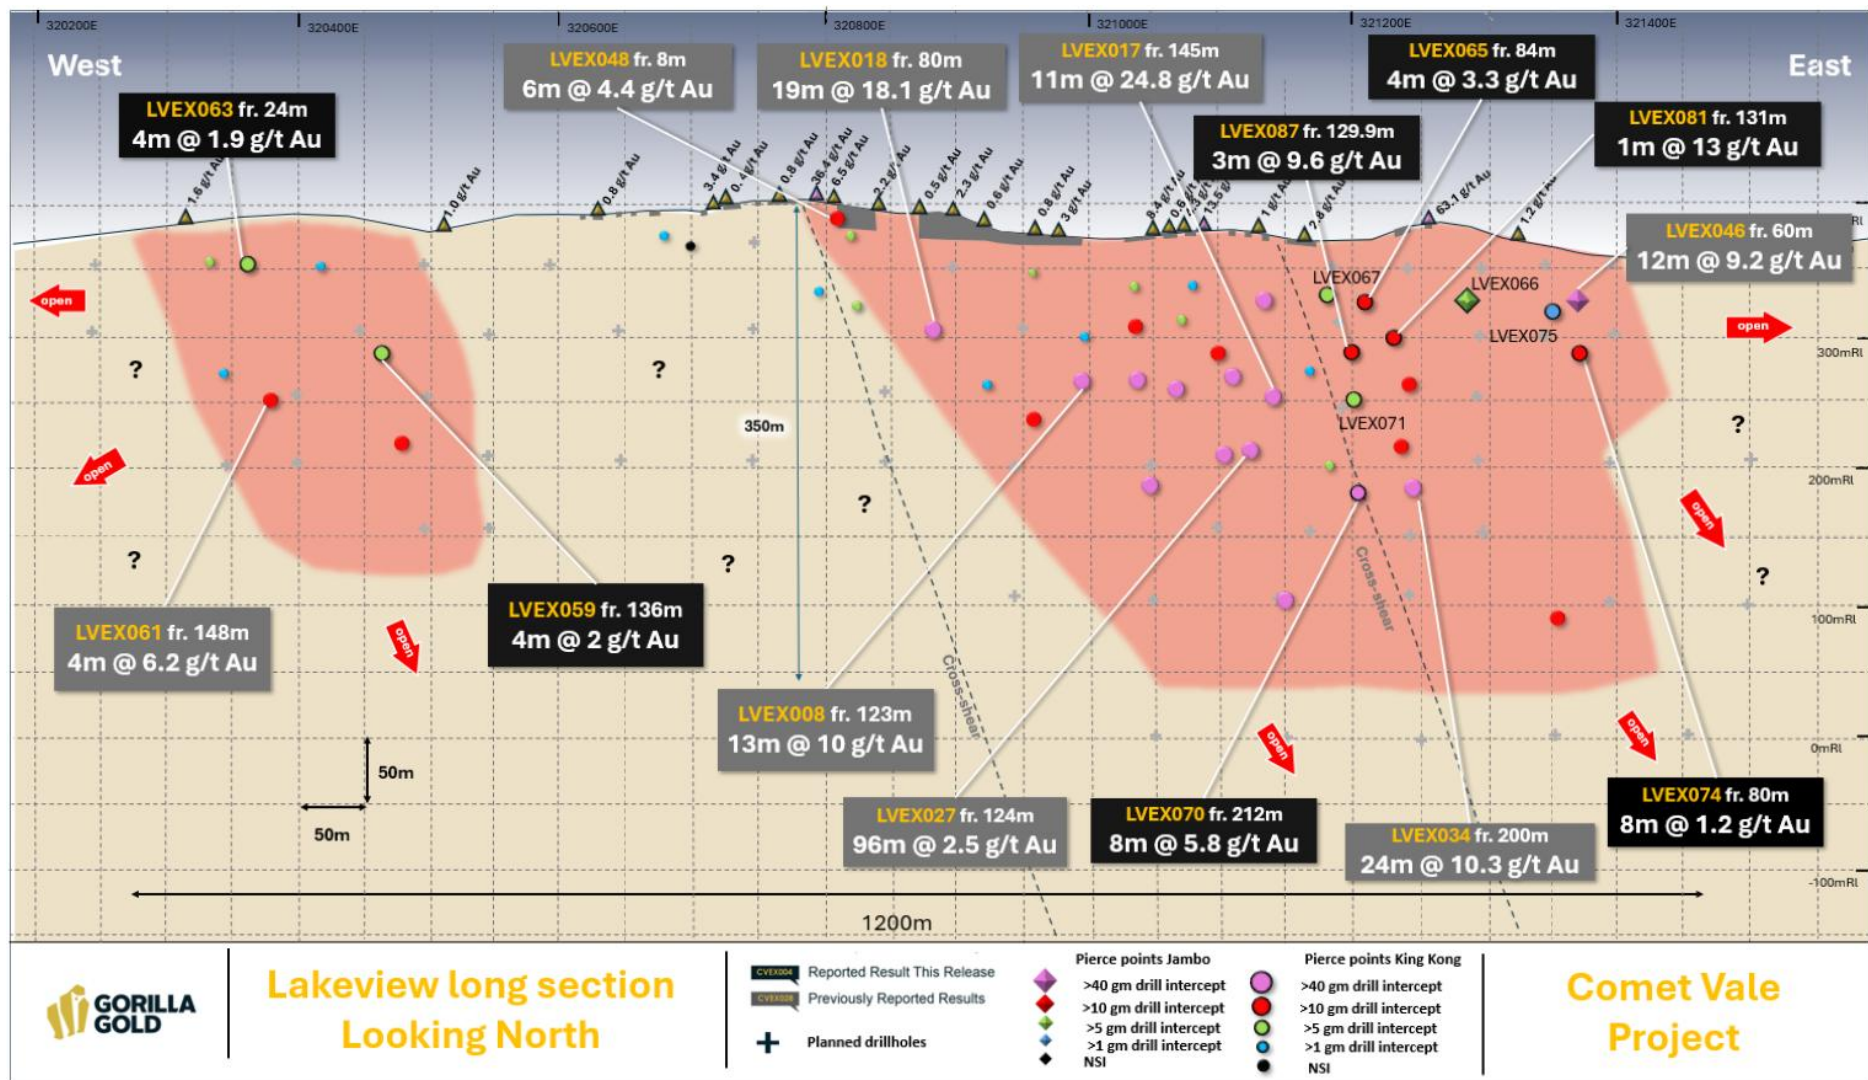 320200E
320400E
320600E
320800E
321000E
321200E
321400E
West
East
LVEX048 fr. 8m
6m @ 4.4 g/t Au
LVEX018 fr. 80m
19m @ 18.1 g/t Au
LVEX017 fr. 145m
11m @ 24.8 g/t Au
LVEX065 fr. 84m
4m @ 3.3 g/t Au
LVEX063 fr. 24m
4m @ 1.9 g/t Au
LVEX087 fr. 129.9m
3m @ 9.6 g/t Au
LVEX081 fr. 131m
1m @ 13 g/t Au
1.6 g/t Au
1.0 g/t Au
0.8 g/t Au
3.4 g/t Au
0.4 g/t Au
0.8 g/t Au
36.4 g/t Au
6.5 g/t Au
2.2 g/t Au
0.5 g/t Au
2.3 g/t Au
0.6 g/t Au
0.8 g/t Au
3 g/t Au
8.4 g/t Au
0.6 g/t
1 g/t Au
2.8 g/t Au
63.1 g/t Au
1.2 g/t Au
LVEX046 fr. 60m
12m @ 9.2 g/t Au
LVEX067
LVEX066
LVEX075
LVEX071
open
open
300mRl
?
?
350m
?
open
200mRl
?
open
?
?
?
Cross-shear
LVEX059 fr. 136m
4m @ 2 g/t Au
100mRl
LVEX061 fr. 148m
4m @ 6.2 g/t Au
open
Cross-shear
LVEX008 fr. 123m
13m @ 10 g/t Au
open
open
0mRl
50m
50m
LVEX027 fr. 124m
96m @ 2.5 g/t Au
LVEX070 fr. 212m
8m @ 5.8 g/t Au
LVEX034 fr. 200m
24m @ 10.3 g/t Au
LVEX074 fr. 80m
8m @ 1.2 g/t Au
-100mRl
1200m
GORILLA
GOLD
Lakeview long section
Looking North
CVEX004 Reported Result This Release
CVEX028 Previously Reported Results
Planned drillholes
Pierce points Jambo
>40 gm drill intercept
>10 gm drill intercept
>5 gm drill intercept
>1 gm drill intercept
NSI
Pierce points King Kong
>40 gm drill intercept
>10 gm drill intercept
>5 gm drill intercept
>1 gm drill intercept
NSI
Comet Vale
Project